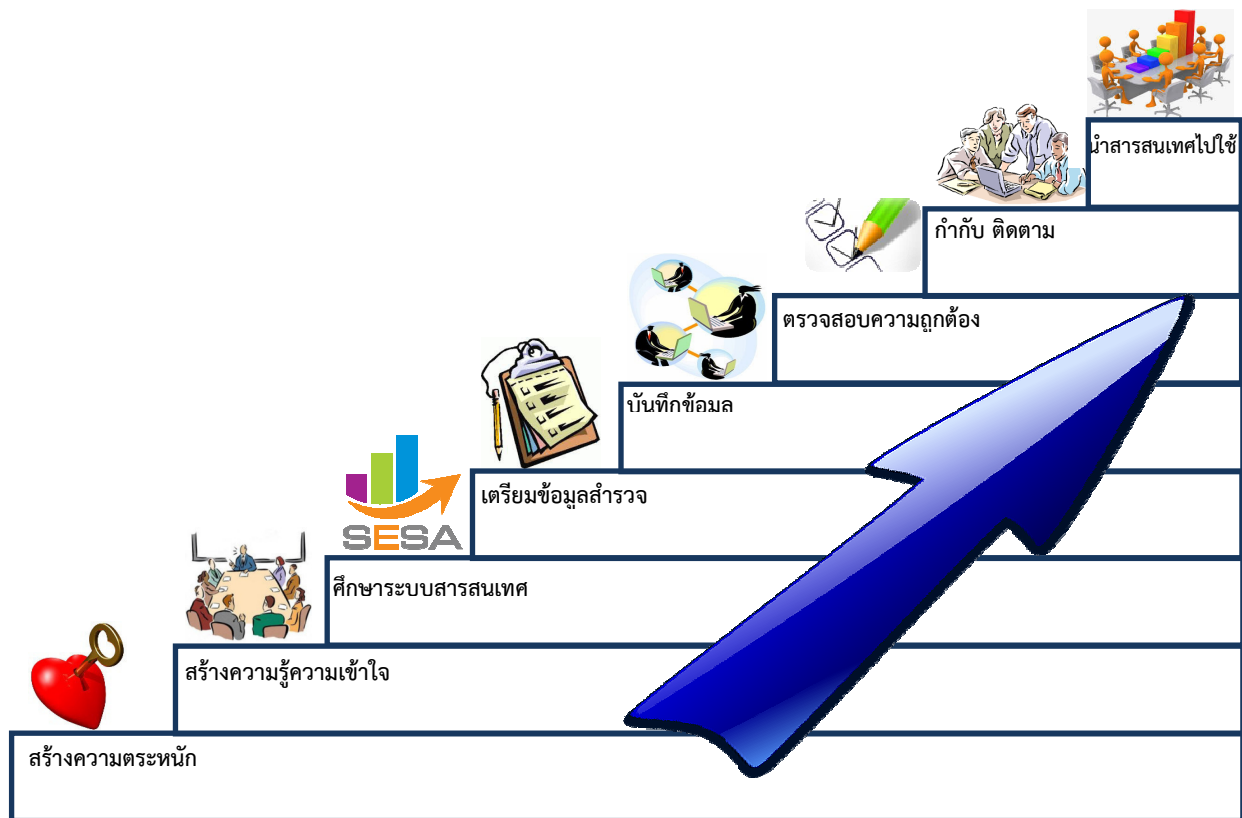 นำสารสนเทศไปใช้
กำกับ ติดตาม
ตรวจสอบความถูกต้อง
บันทึกข้อมล
เตรียมข้อมูลสำรวจ
SESA
ศึกษาระบบสารสนเทศ
สร้างความรู้ความเข้าใจ
สร้างความตระหนัก